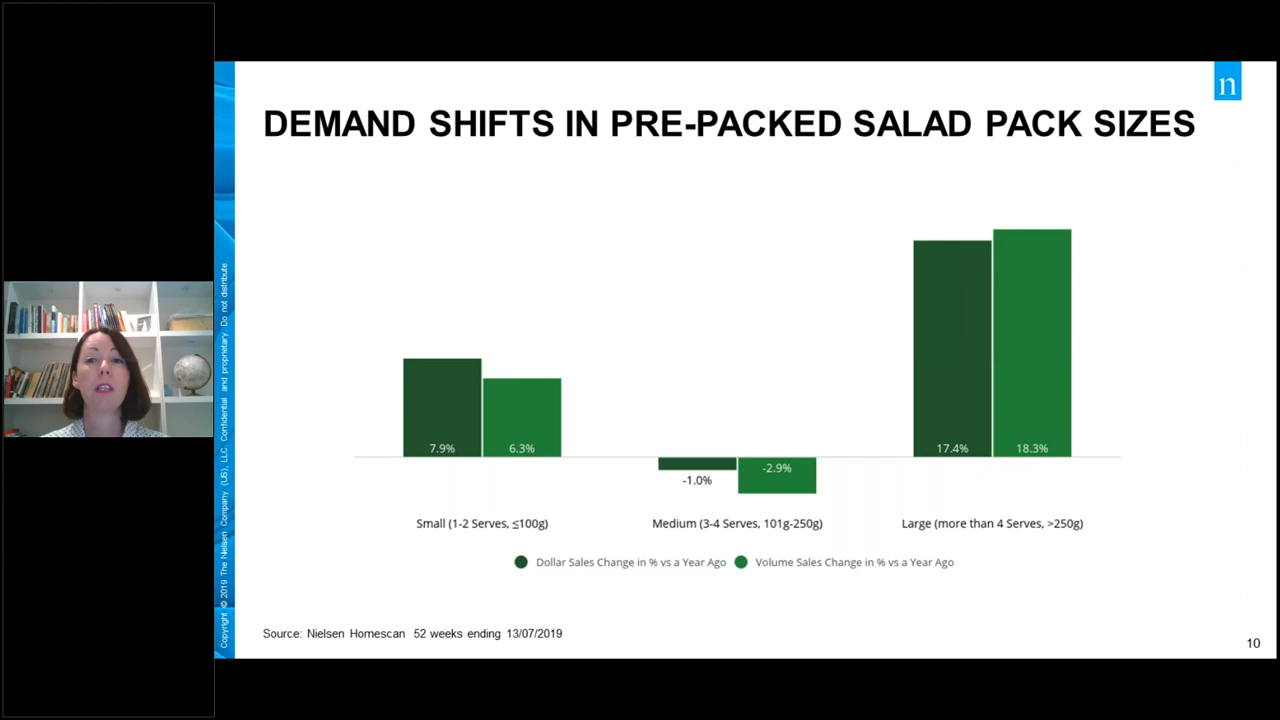 n
DEMAND SHIFTS IN PRE-PACKED SALAD PACK SIZES
7.9%
6.3%
-1.0%
-2.9%
17.4%
18.3%
Small (1-2 Serves, ≤100g)
Medium (3-4 Serves, 101g-250g)
Large (more than 4 Serves, >250g)
Dollar Sales Change in % vs a Year Ago
Volume Sales Change in % vs a Year Ago
Source: Nielsen Homescan 52 weeks ending 13/07/2019
10
Copyright © 2019 The Nielsen Company (US), LLC. Confidential and proprietary. Do not distribute.